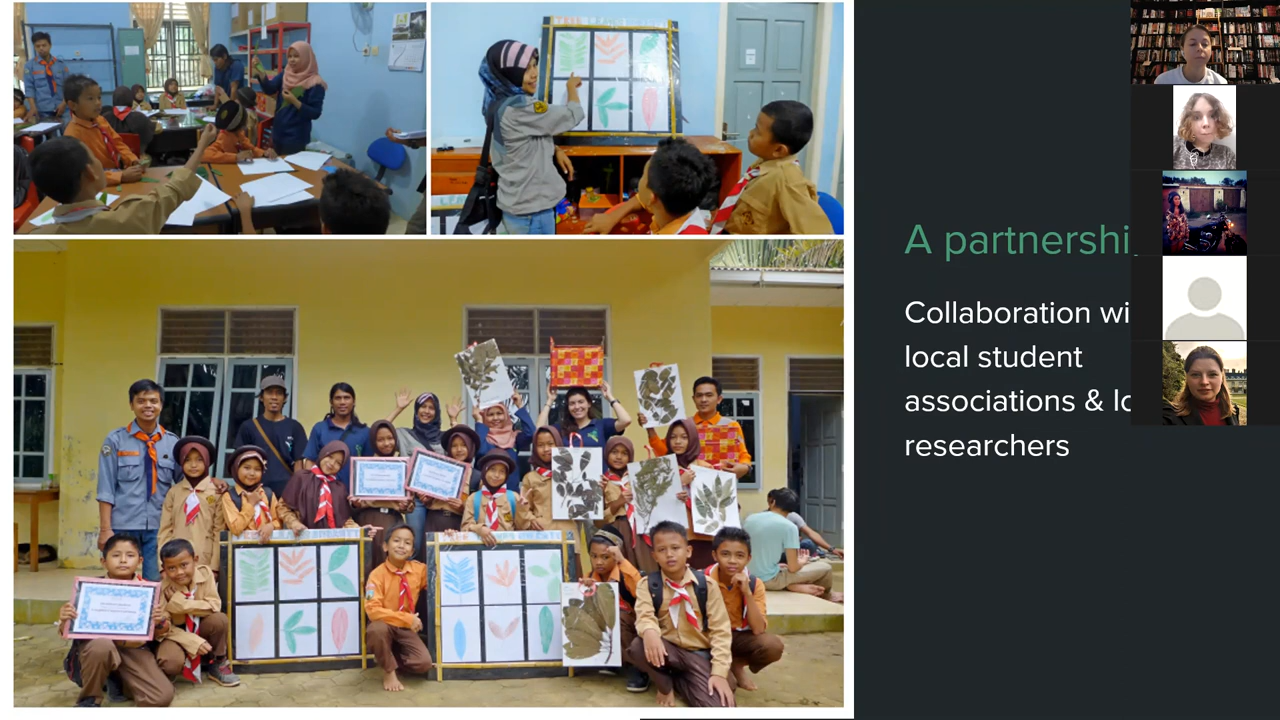 A partnershi
Collaboration wi
local student
associations & lo
researchers